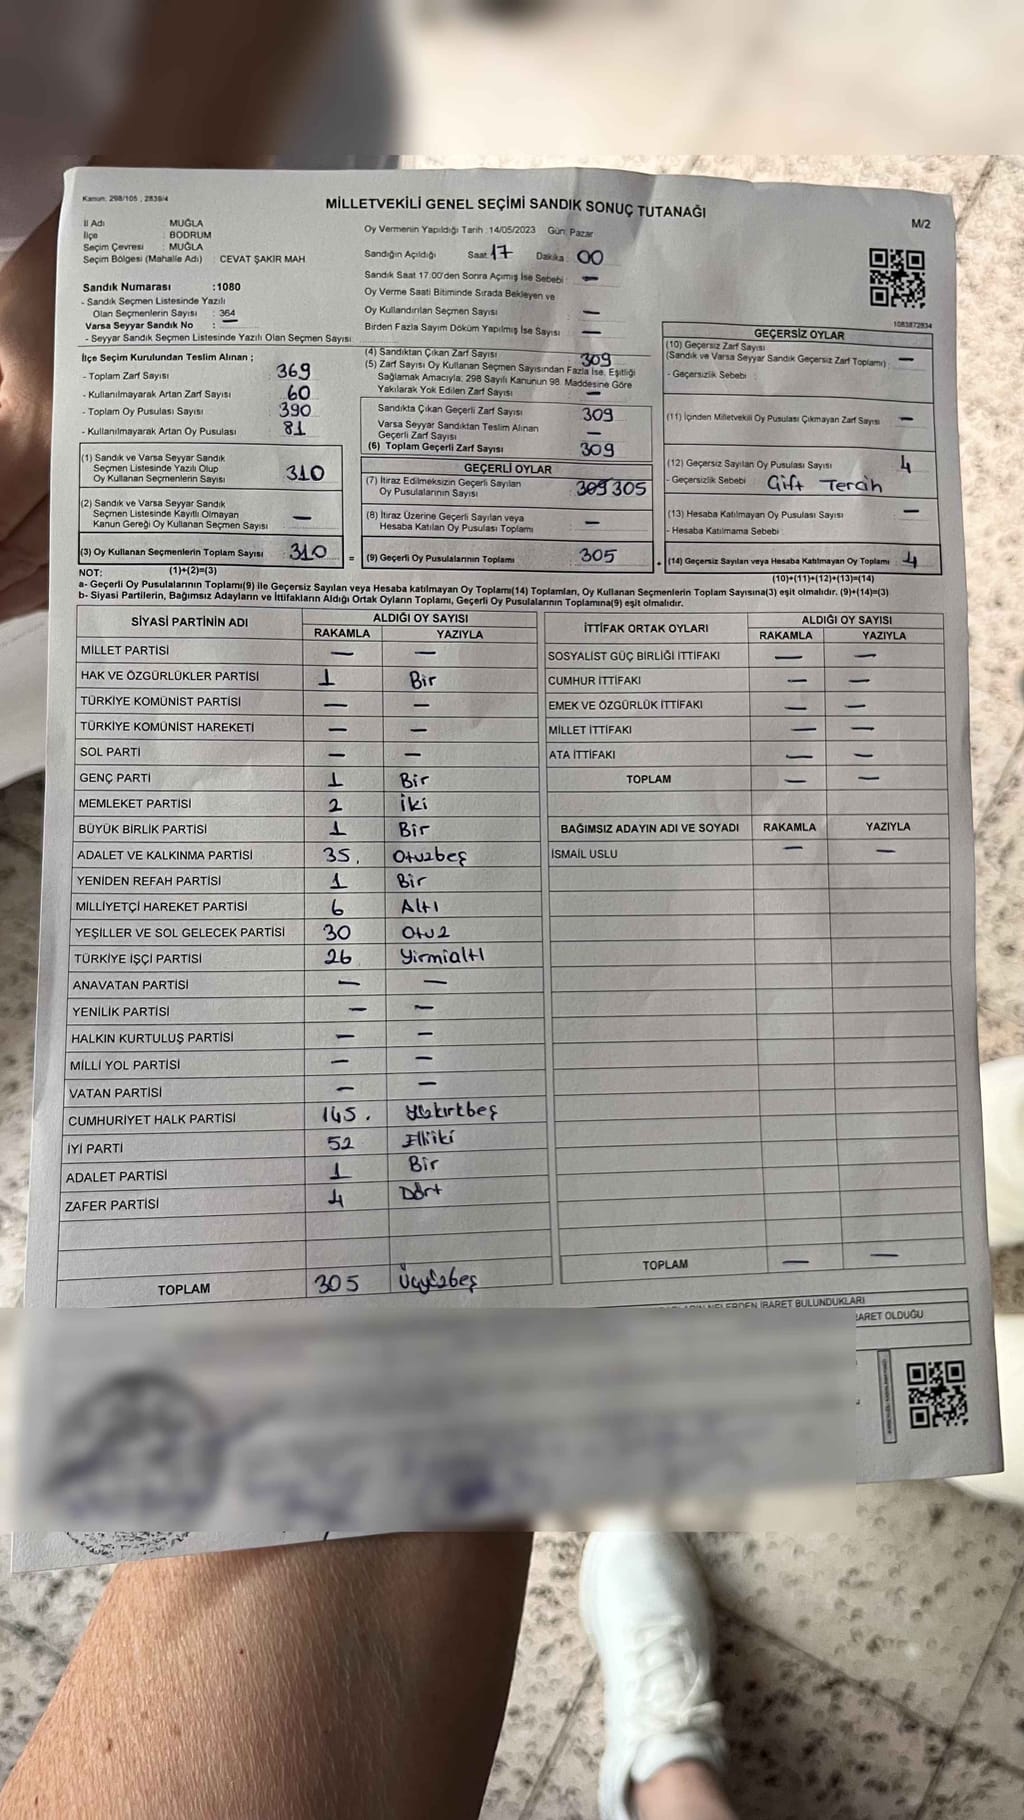 Kanun: 298/105 , 2839/4
MİLLETVEKİLİ GENEL SEÇİMİ SANDIK SONUÇ TUTANAĞI
M/2
İl Adı MUĞLA
İlçe : BODRUM
Seçim Çevresi : MUĞLA
Seçim Bölgesi (Mahalle Adı) : CEVAT ŞAKİR MAH
Sandık Numarası :1080
- Sandık Seçmen Listesinde Yazılı
Olan Seçmenlerin Sayısı : 364
Varsa Seyyar Sandık No : —
- Seyyar Sandık Seçmen Listesinde Yazılı Olan Seçmen Sayısı
Oy Vermenin Yapıldığı Tarih : 14/05/2023 Gün: Pazar
Sandığın Açıldığı Saat: 17 Dakika : 00
Sandık Saat 17:00'den Sonra Açımış İse Sebebi : —
Oy Verme Saati Bitiminde Sırada Bekleyen ve
Oy Kullandırılan Seçmen Sayısı —
Birden Fazla Sayım Döküm Yapılmış İse Sayısı —
1083872934
İlçe Seçim Kurulundan Teslim Alınan ;
- Toplam Zarf Sayısı : 369
- Kullanılmayarak Artan Zarf Sayısı : 60
- Toplam Oy Pusulası Sayısı : 390
- Kullanılmayarak Artan Oy Pusulası : 81
(1) Sandık ve Varsa Seyyar Sandık
Seçmen Listesinde Yazılı Olup
Oy Kullanan Seçmenlerin Sayısı : 310
(2) Sandık ve Varsa Seyyar Sandık
Seçmen Listesinde Kayıtlı Olmayan
Kanun Gereği Oy Kullanan Seçmen Sayısı : —
(3) Oy Kullanan Seçmenlerin Toplam Sayısı : 310
(1)+(2)=(3)
(4) Sandıktan Çıkan Zarf Sayısı : 309
(5) Zarf Sayısı Oy Kullanan Seçmen Sayısından Fazla İse, Eşitliği
Sağlamak Amacıyla, 298 Sayılı Kanunun 98. Maddesine Göre
Yakılarak Yok Edilen Zarf Sayısı : —
Sandıkta Çıkan Geçerli Zarf Sayısı : 309
Varsa Seyyar Sandıktan Teslim Alınan
Geçerli Zarf Sayısı : —
(6) Toplam Geçerli Zarf Sayısı : 309
GEÇERLİ OYLAR
(7) İtiraz Edilmeksizin Geçerli Sayılan
Oy Pusulalarının Sayısı : 309 305
(8) İtiraz Üzerine Geçerli Sayılan veya
Hesaba Katılan Oy Pusulası Toplamı : —
= (9) Geçerli Oy Pusulalarının Toplamı : 305 +
GEÇERSİZ OYLAR
(10) Geçersiz Zarf Sayısı
(Sandık ve Varsa Seyyar Sandık Geçersiz Zarf Toplamı) : —
- Geçersizlik Sebebi :
(11) İçinden Milletvekili Oy Pusulası Çıkmayan Zarf Sayısı : —
(12) Geçersiz Sayılan Oy Pusulası Sayısı : 4
- Geçersizlik Sebebi : Çift Tercih
(13) Hesaba Katılmayan Oy Pusulası Sayısı : —
- Hesaba Katılmama Sebebi :
(14) Geçersiz Sayılan veya Hesaba Katılmayan Oy Toplamı : 4
(10)+(11)+(12)+(13)=(14)
NOT:
a- Geçerli Oy Pusulalarının Toplamı(9) ile Geçersiz Sayılan veya Hesaba katılmayan Oy Toplamı(14) Toplamları, Oy Kullanan Seçmenlerin Toplam Sayısına(3) eşit olmalıdır. (9)+(14)=(3)
b- Siyasi Partilerin, Bağımsız Adayların ve İttifakların Aldığı Ortak Oyların Toplamı, Geçerli Oy Pusulalarının Toplamına(9) eşit olmalıdır.
SİYASİ PARTİNİN ADI ALDIĞI OY SAYISI
RAKAMLA YAZIYLA
MİLLET PARTİSİ — —
HAK VE ÖZGÜRLÜKLER PARTİSİ 1 Bir
TÜRKİYE KOMÜNİST PARTİSİ — —
TÜRKİYE KOMÜNİST HAREKETİ — —
SOL PARTİ — —
GENÇ PARTİ 1 Bir
MEMLEKET PARTİSİ 2 İki
BÜYÜK BİRLİK PARTİSİ 1 Bir
ADALET VE KALKINMA PARTİSİ 35. Otuzbeş
YENİDEN REFAH PARTİSİ 1 Bir
MİLLİYETÇİ HAREKET PARTİSİ 6 Altı
YEŞİLLER VE SOL GELECEK PARTİSİ 30 Otuz
TÜRKİYE İŞÇİ PARTİSİ 26 Yirmialtı
ANAVATAN PARTİSİ — —
YENİLİK PARTİSİ — —
HALKIN KURTULUŞ PARTİSİ — —
MİLLİ YOL PARTİSİ — —
VATAN PARTİSİ — —
CUMHURİYET HALK PARTİSİ 145. Yüzkırkbeş
İYİ PARTİ 52 Elliiki
ADALET PARTİSİ 1 Bir
ZAFER PARTİSİ 4 Dört
TOPLAM 305 Üçyüzbeş
İTTİFAK ORTAK OYLARI ALDIĞI OY SAYISI
RAKAMLA YAZIYLA
SOSYALİST GÜÇ BİRLİĞİ İTTİFAKI — —
CUMHUR İTTİFAKI — —
EMEK VE ÖZGÜRLÜK İTTİFAKI — —
MİLLET İTTİFAKI — —
ATA İTTİFAKI — —
TOPLAM — —
BAĞIMSIZ ADAYIN ADI VE SOYADI RAKAMLA YAZIYLA
İSMAİL USLU — —
TOPLAM — —
NELERDEN İBARET BULUNDUKLARI
İBARET OLDUĞU